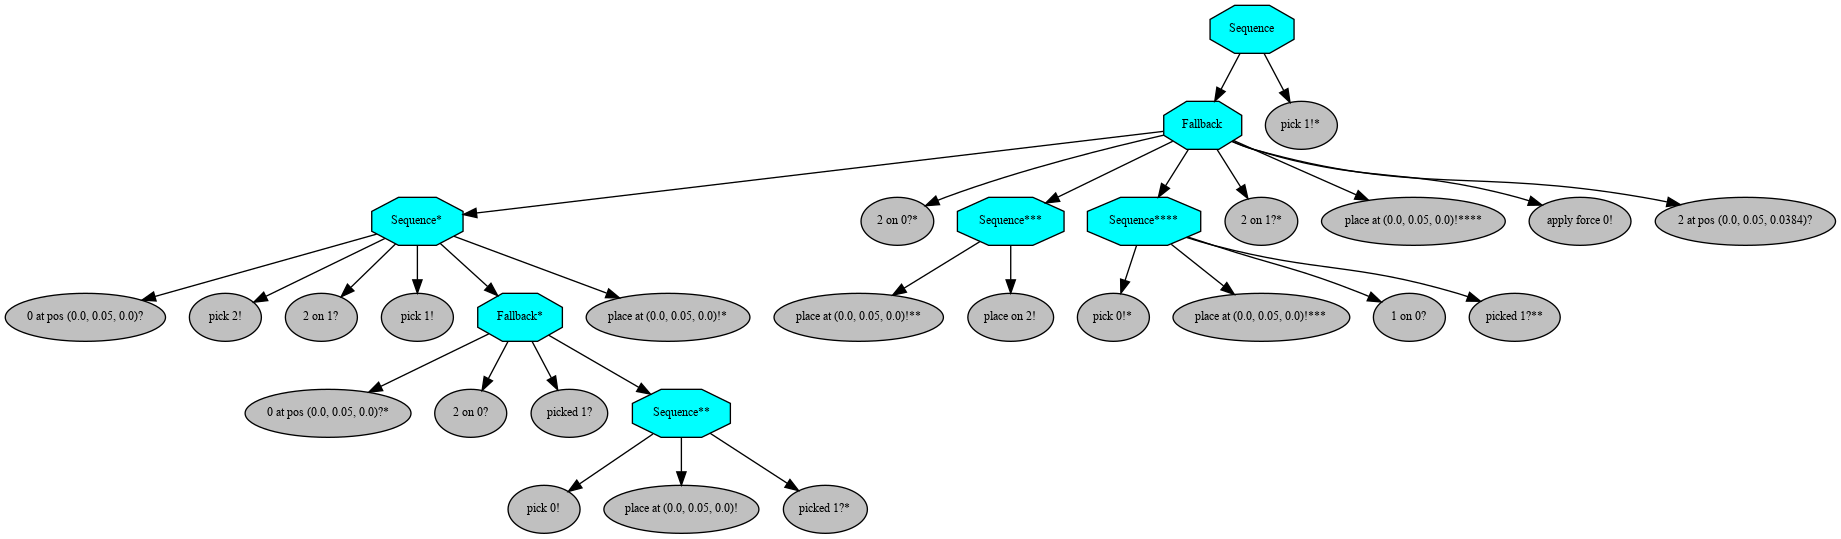 Sequence
Fallback
pick 1!*
Sequence*
2 on 0?*
Sequence***
Sequence****
2 on 1?*
place at (0.0, 0.05, 0.0)!****
apply force 0!
2 at pos (0.0, 0.05, 0.0384)?
0 at pos (0.0, 0.05, 0.0)?
pick 2!
2 on 1?
pick 1!
Fallback*
place at (0.0, 0.05, 0.0)!*
place at (0.0, 0.05, 0.0)!**
place on 2!
pick 0!*
place at (0.0, 0.05, 0.0)!***
1 on 0?
picked 1?**
0 at pos (0.0, 0.05, 0.0)?*
2 on 0?
picked 1?
Sequence**
pick 0!
place at (0.0, 0.05, 0.0)!
picked 1?*